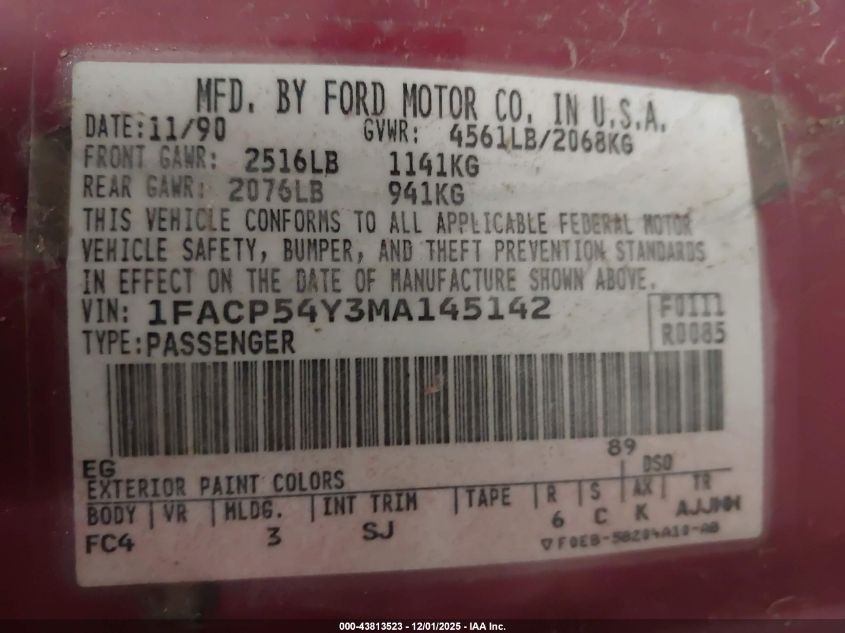 MFD. BY FORD MOTOR CO. IN U.S.A.
DATE: 11/90 GVWR: 4561LB/2068KG
FRONT GAWR: 2516LB 1141KG
REAR GAWR: 2076LB 941KG
THIS VEHICLE CONFORMS TO ALL APPLICABLE FEDERAL MOTOR
VEHICLE SAFETY, BUMPER, AND THEFT PREVENTION STANDARDS
IN EFFECT ON THE DATE OF MANUFACTURE SHOWN ABOVE.
VIN: 1FACP54Y3MA145142 F0111
TYPE: PASSENGER R0085
EG 89
EXTERIOR PAINT COLORS DSO
BODY VR MLDG. INT TRIM TAPE R S AX TR
FC4 3 SJ 6 C K
▽F0EB-58204A10-AB
000-43813523 - 12/01/2025 - IAA Inc.